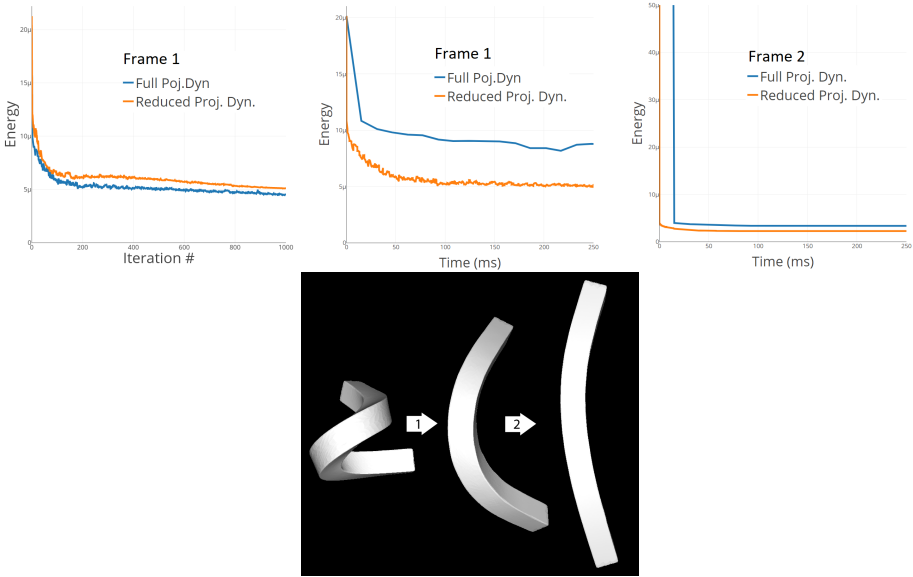 20μ
15μ
10μ
5μ
0
Energy
Frame 1
Full Poj.Dyn
Reduced Proj. Dyn.
0
200
400
600
800
1000
Iteration #
20μ
15μ
10μ
5μ
0
Energy
Frame 1
Full Poj.Dyn
Reduced Proj. Dyn.
0
50
100
150
200
250
Time (ms)
50μ
40μ
30μ
20μ
10μ
0
Energy
Frame 2
Full Proj. Dyn.
Reduced Proj. Dyn.
0
50
100
150
200
250
Time (ms)
1
2